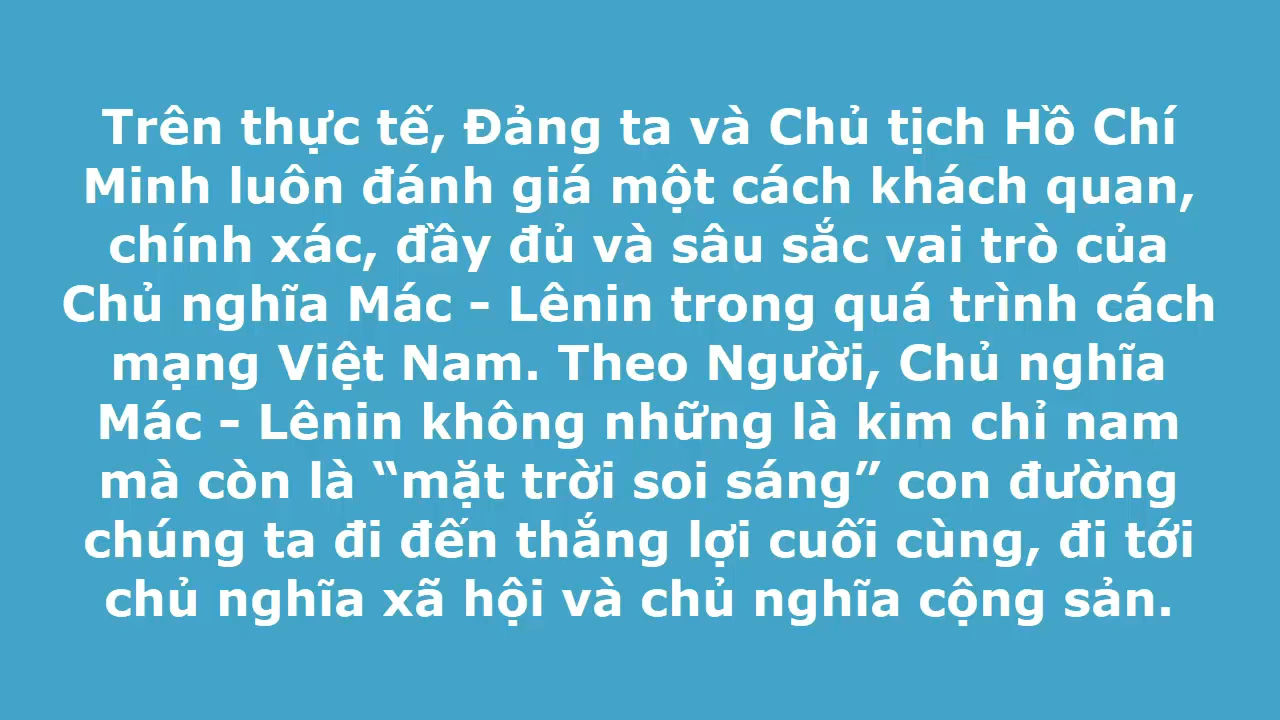 Trên thực tế, Đảng ta và Chủ tịch Hồ Chí
Minh luôn đánh giá một cách khách quan,
chính xác, đầy đủ và sâu sắc vai trò của
Chủ nghĩa Mác - Lênin trong quá trình cách
mạng Việt Nam. Theo Người, Chủ nghĩa
Mác - Lênin không những là kim chỉ nam
mà còn là “mặt trời soi sáng” con đường
chúng ta đi đến thắng lợi cuối cùng, đi tới
chủ nghĩa xã hội và chủ nghĩa cộng sản.